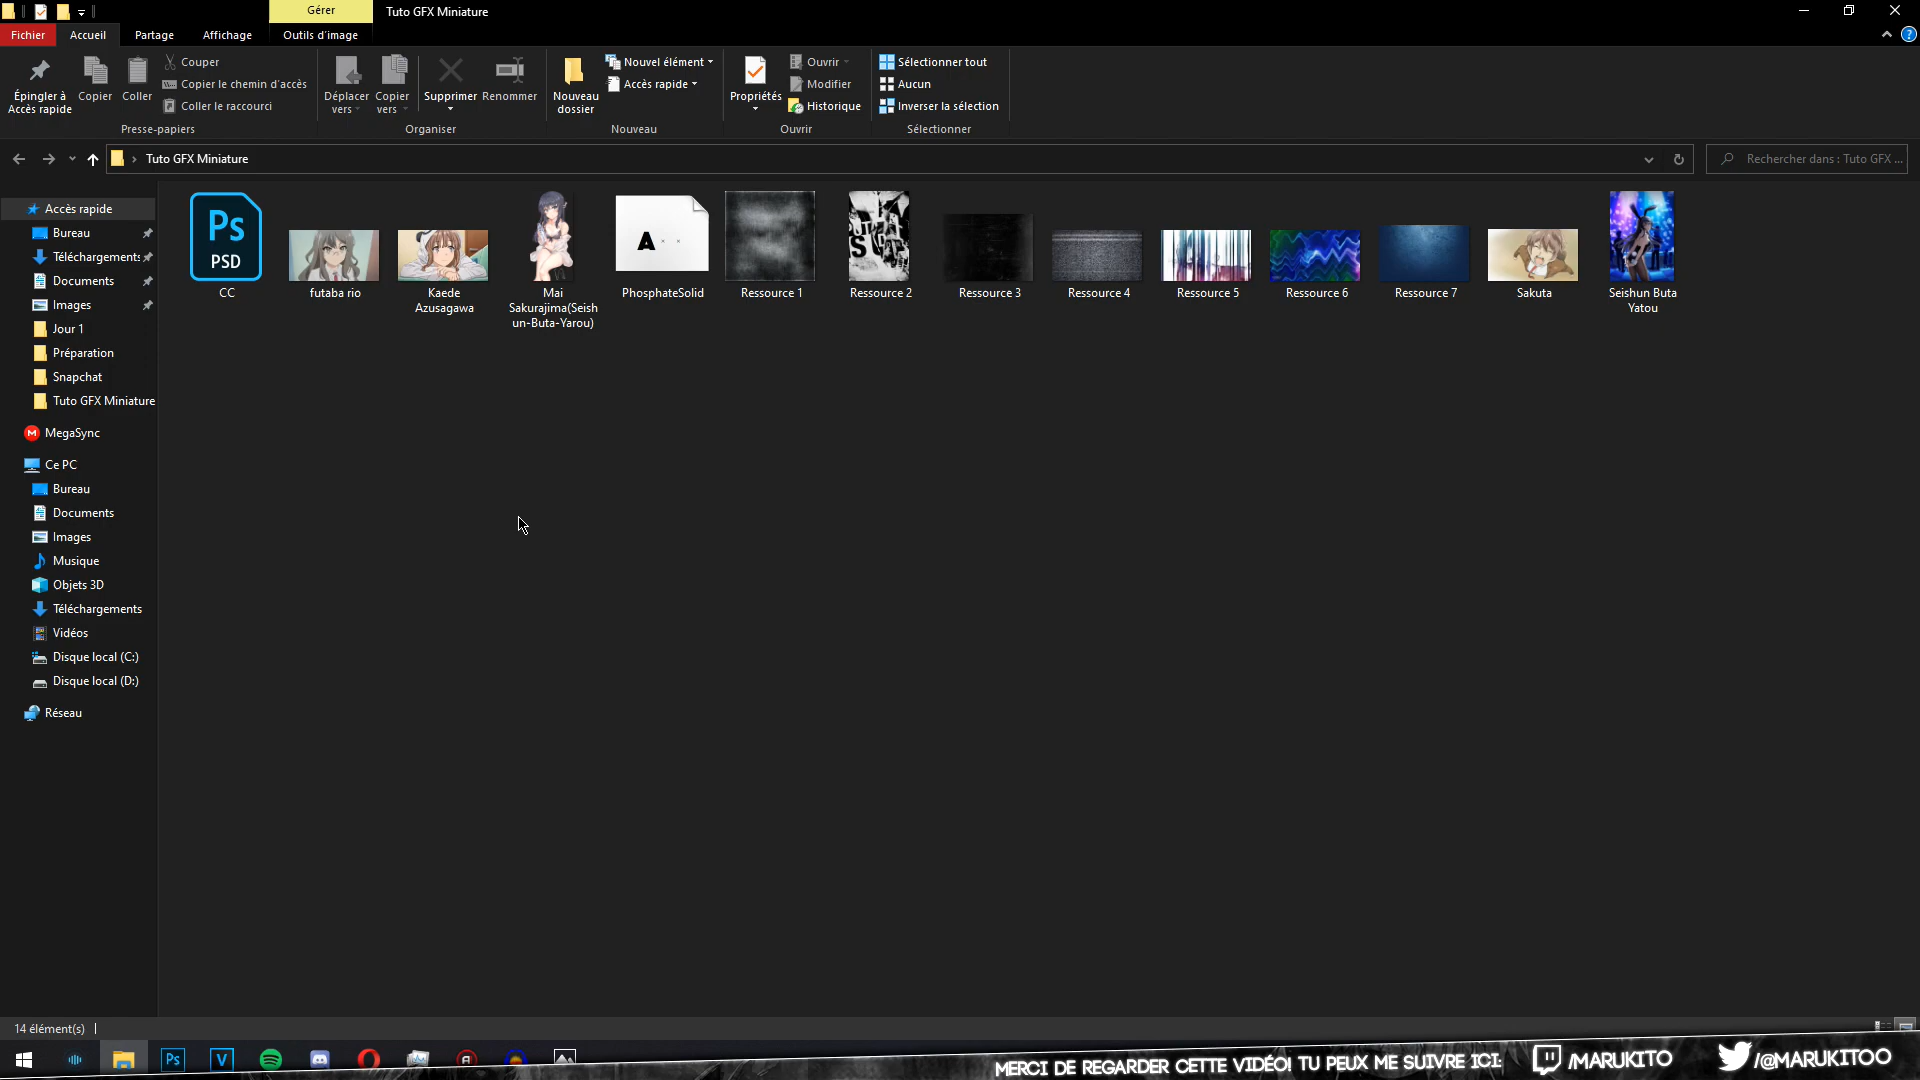 Gérer
Tuto GFX Miniature
Fichier
Accueil
Partage
Affichage
Outils d'image
Épingler à
Accès rapide
Copier
Coller
Couper
Copier le chemin d'accès
Coller le raccourci
Presse-papiers
Déplacer
vers
Copier
vers
Supprimer
Renommer
Organiser
Nouveau
dossier
Nouvel élément
Accès rapide
Nouveau
Propriétés
Ouvrir
Modifier
Historique
Ouvrir
Sélectionner tout
Aucun
Inverser la sélection
Sélectionner
Tuto GFX Miniature
Rechercher dans : Tuto GFX ...
Accès rapide
Bureau
Téléchargements
Documents
Images
Jour 1
Préparation
Snapchat
Tuto GFX Miniature
MegaSync
Ce PC
Bureau
Documents
Images
Musique
Objets 3D
Téléchargements
Vidéos
Disque local (C:)
Disque local (D:)
Réseau
Ps
PSD
CC
futaba rio
Kaede
Azusagawa
Mai
Sakurajima(Seish
un-Buta-Yarou)
A
PhosphateSolid
Ressource 1
Ressource 2
Ressource 3
Ressource 4
Ressource 5
Ressource 6
Ressource 7
Sakuta
Seishun Buta
Yatou
14 élément(s)
Ps
V
MERCI DE REGARDER CETTE VIDÉO! TU PEUX ME SUIVRE ICI:
/MARUKITO
/@MARUKITOO